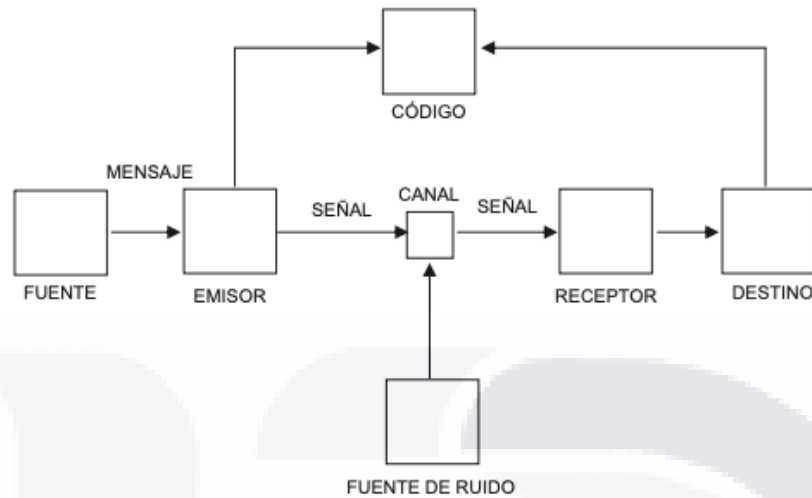 CÓDIGO
MENSAJE
SEÑAL
CANAL
SEÑAL
FUENTE
EMISOR
RECEPTOR
DESTINO
FUENTE DE RUIDO